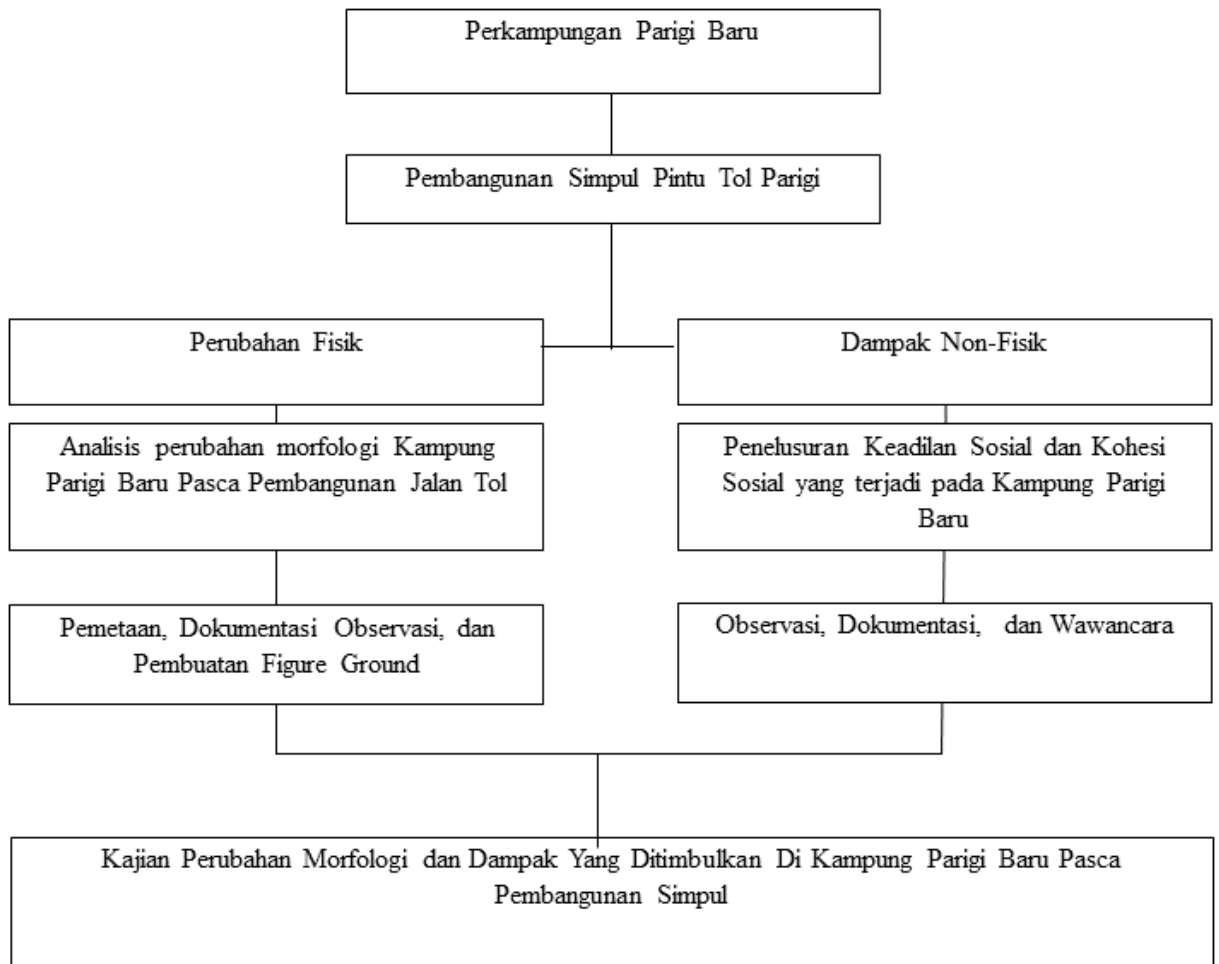 Perkampungan Parigi Baru
Pembangunan Simpul Pintu Tol Parigi
Perubahan Fisik
Dampak Non-Fisik
Analisis perubahan morfologi Kampung
Parigi Baru Pasca Pembangunan Jalan Tol
Penelusuran Keadilan Sosial dan Kohesi
Sosial yang terjadi pada Kampung Parigi
Baru
Pemetaan, Dokumentasi Observasi, dan
Pembuatan Figure Ground
Observasi, Dokumentasi, dan Wawancara
Kajian Perubahan Morfologi dan Dampak Yang Ditimbulkan Di Kampung Parigi Baru Pasca
Pembangunan Simpul